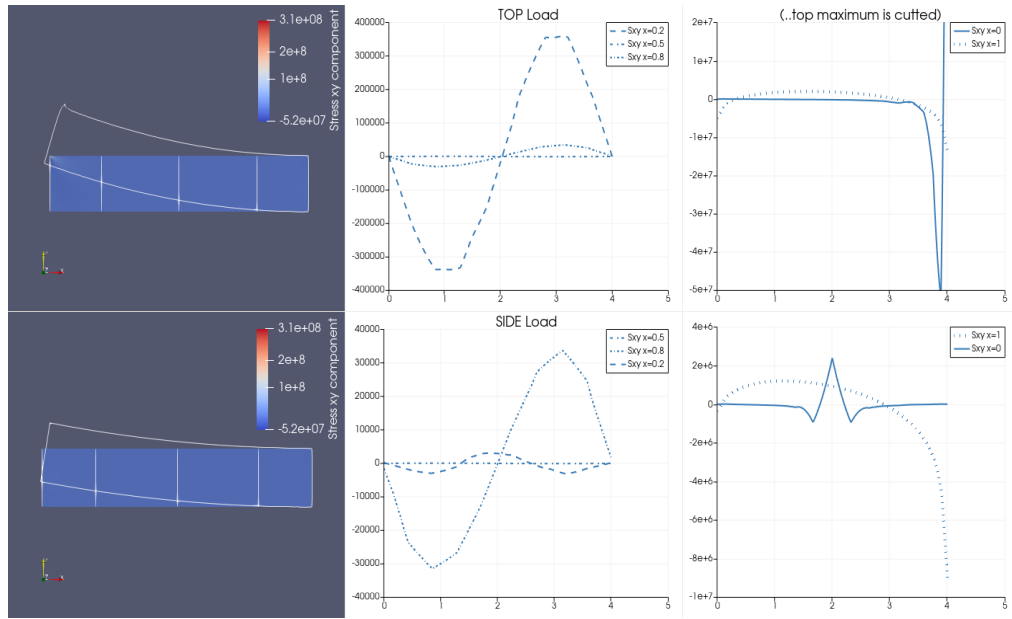 3.1e+08
2e+8
1e+8
-5.2e+07
Stress xy component
TOP Load
400000
300000
200000
100000
0
-100000
-200000
-300000
-400000
0 1 2 3 4 5
Sxy x=0.2
Sxy x=0.5
Sxy x=0.8
(..top maximum is cutted)
2e+7
1e+7
0
-1e+7
-2e+7
-3e+7
-4e+7
-5e+7
0 1 2 3 4 5
Sxy x=0
Sxy x=1
3.1e+08
2e+8
1e+8
-5.2e+07
Stress xy component
SIDE Load
40000
30000
20000
10000
0
-10000
-20000
-30000
-40000
0 1 2 3 4 5
Sxy x=0.5
Sxy x=0.8
Sxy x=0.2
4e+6
2e+6
0
-2e+6
-4e+6
-6e+6
-8e+6
-1e+7
0 1 2 3 4 5
Sxy x=1
Sxy x=0